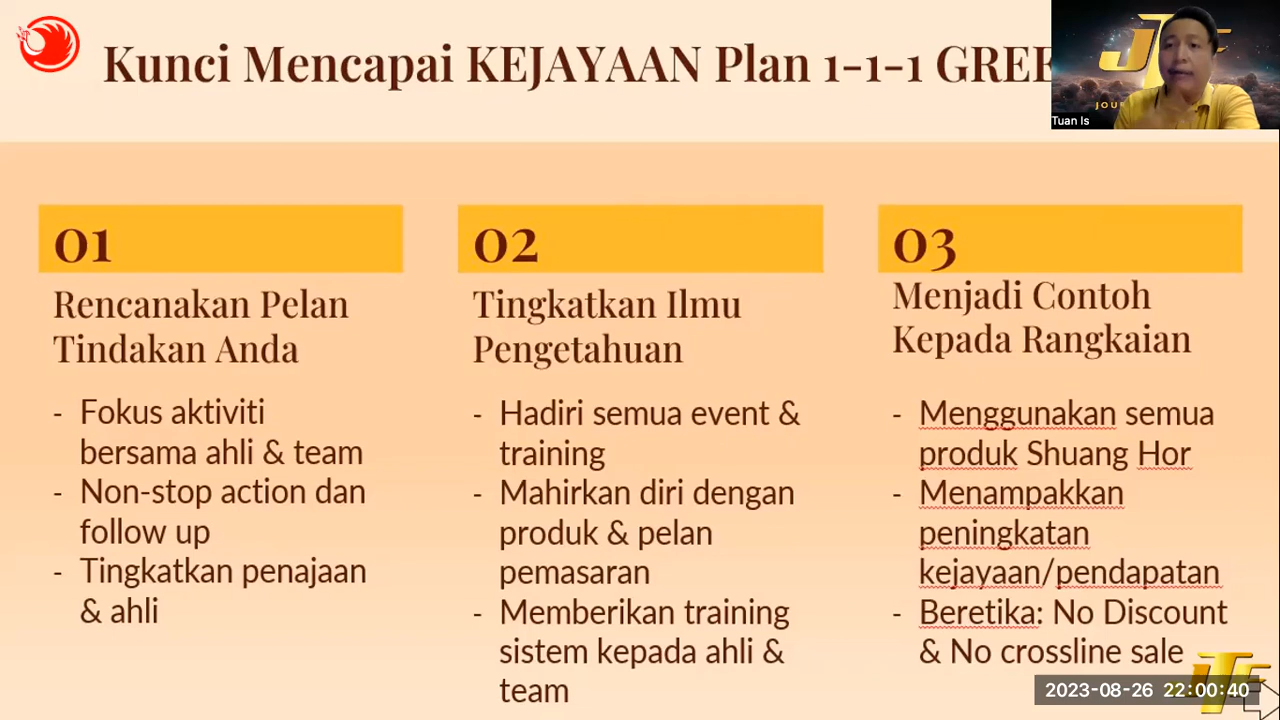 Kunci Mencapai KEJAYAAN Plan 1-1-1
Tuan Is
01
Rencanakan Pelan
Tindakan Anda
- Fokus aktiviti
bersama ahli & team
- Non-stop action dan
follow up
- Tingkatkan penajaan
& ahli
02
Tingkatkan Ilmu
Pengetahuan
- Hadiri semua event &
training
- Mahirkan diri dengan
produk & pelan
pemasaran
- Memberikan training
sistem kepada ahli &
team
03
Menjadi Contoh
Kepada Rangkaian
- Menggunakan semua
produk Shuang Hor
- Menampakkan
peningkatan
kejayaan/pendapatan
- Beretika: No Discount
& No crossline sale
2023-08-26 22:00:40